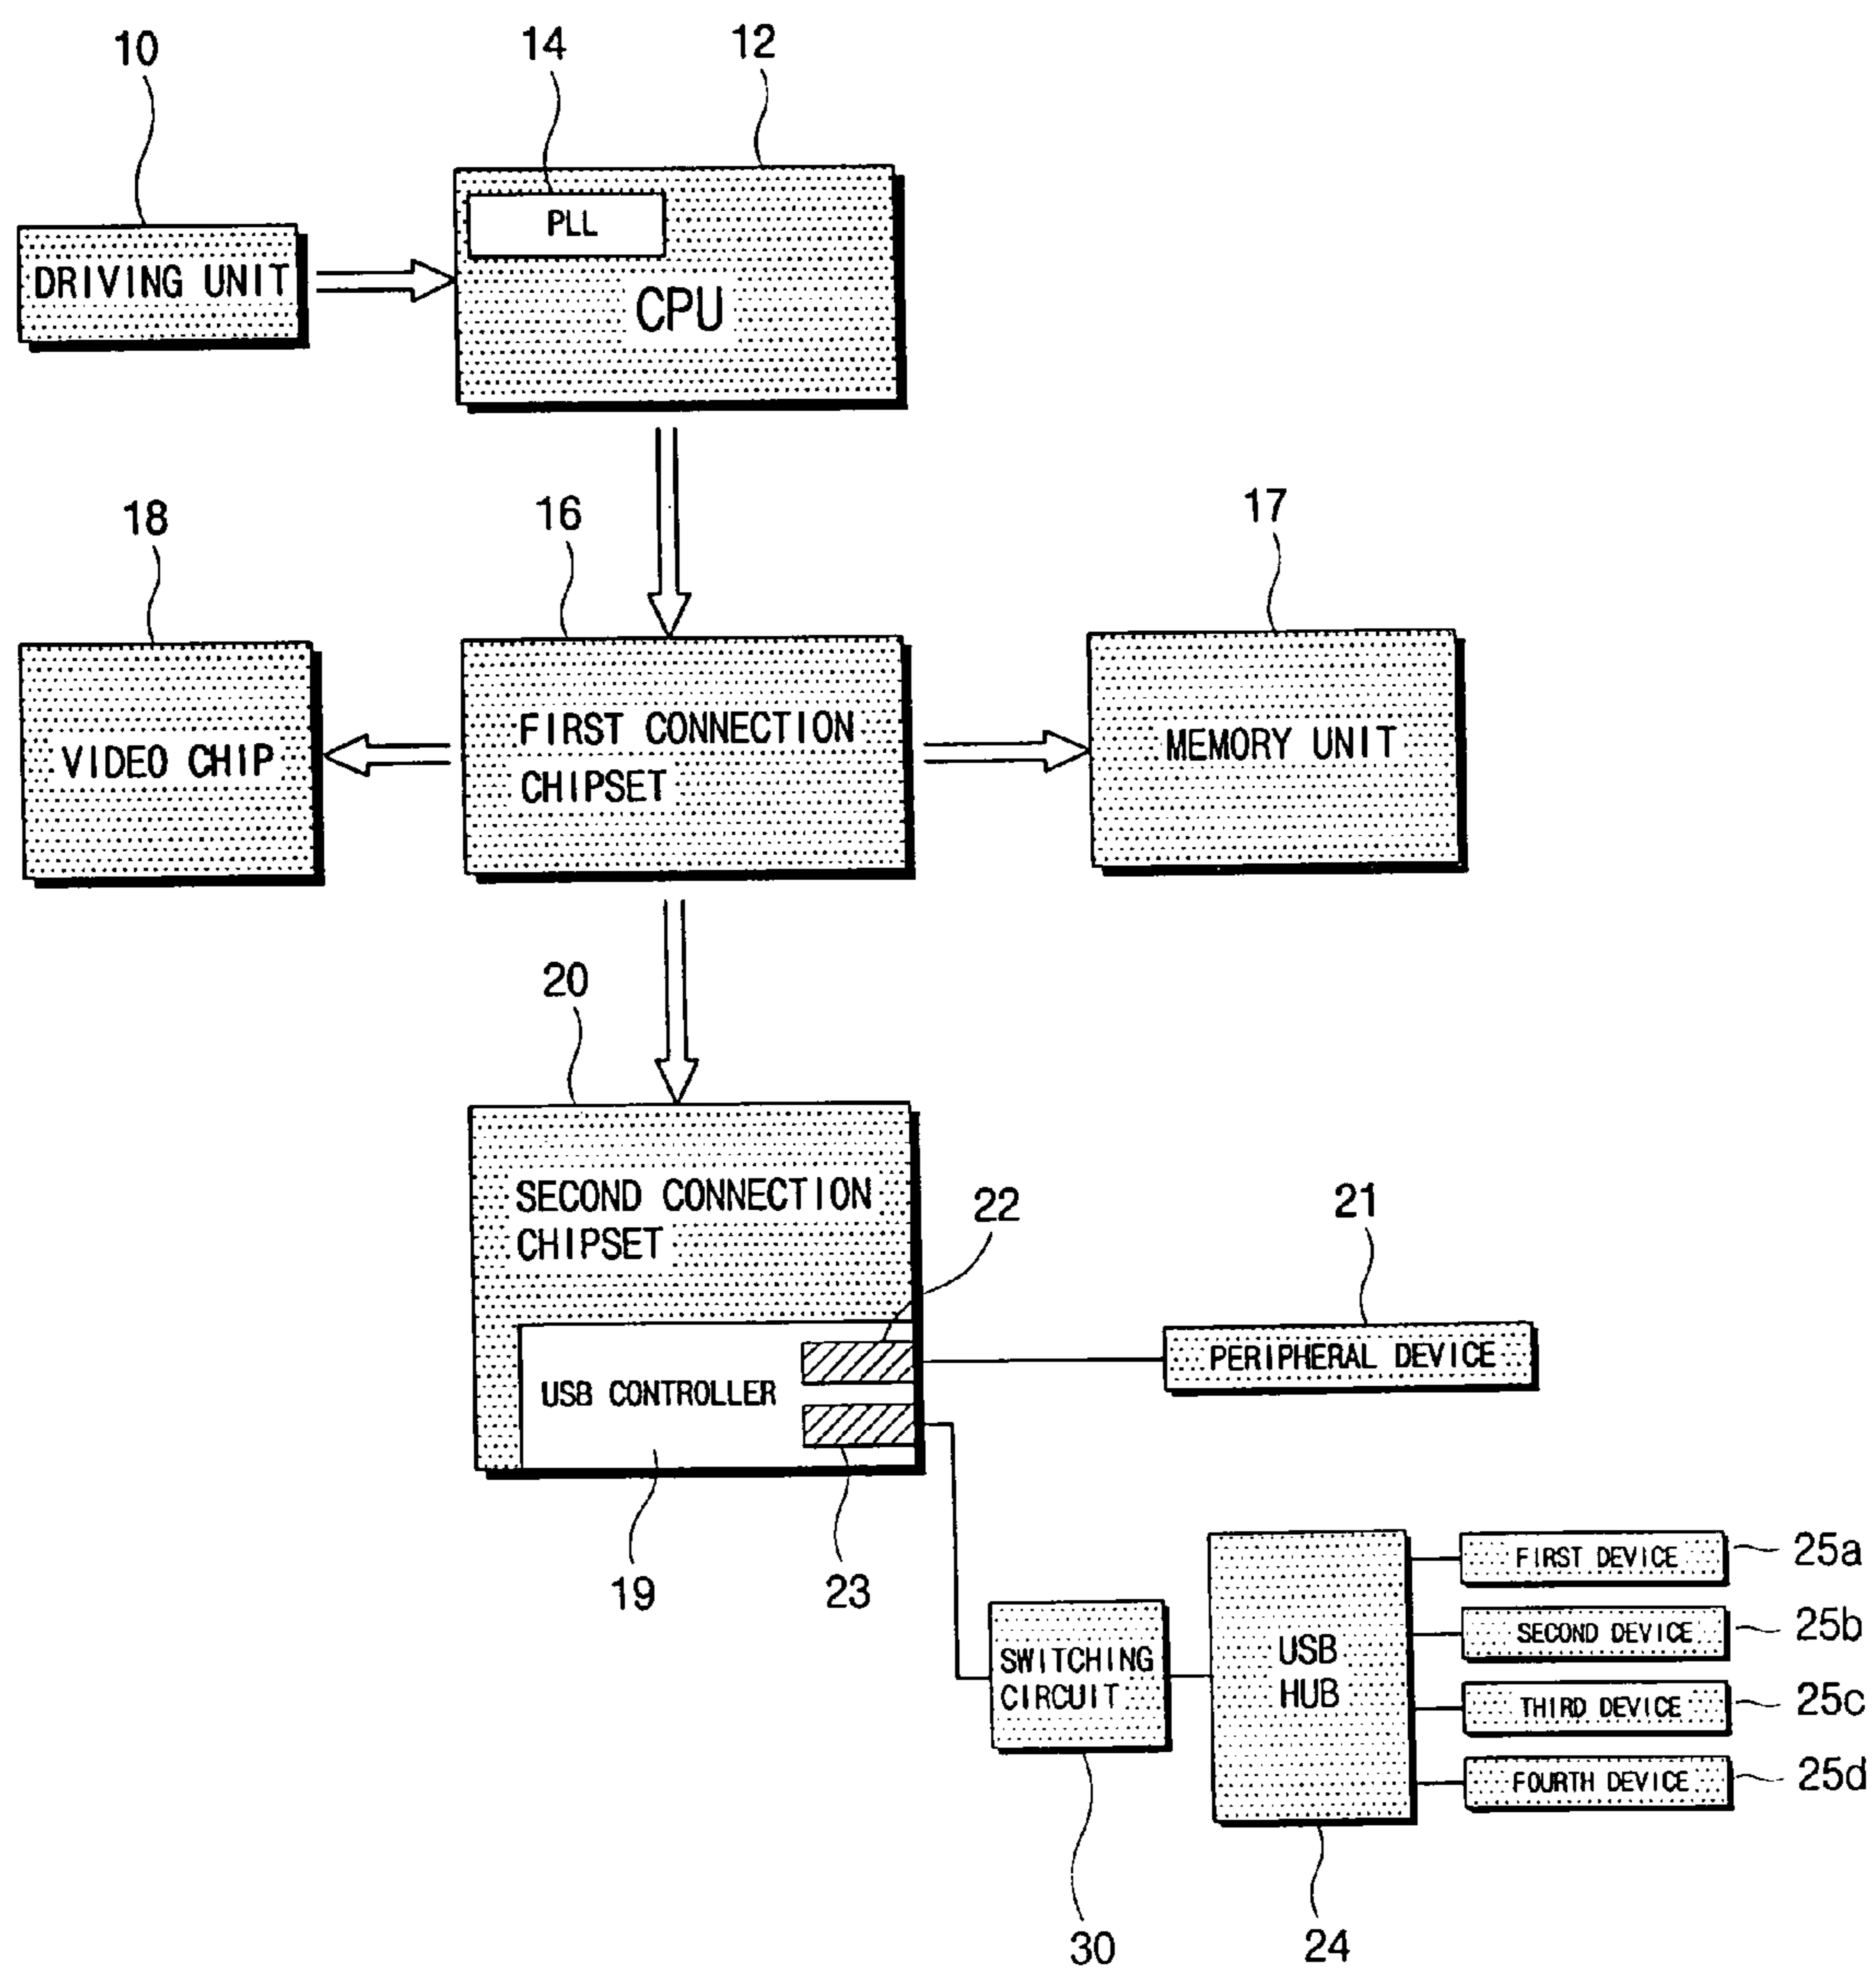 10
14
12
PLL
DRIVING UNIT
CPU
18
16
17
VIDEO CHIP
FIRST CONNECTION
CHIPSET
MEMORY UNIT
20
SECOND CONNECTION
CHIPSET
22
21
USB CONTROLLER
PERIPHERAL DEVICE
19
23
SWITCHING
CIRCUIT
USB
HUB
FIRST DEVICE
25a
SECOND DEVICE
25b
THIRD DEVICE
25c
FOURTH DEVICE
25d
30
24